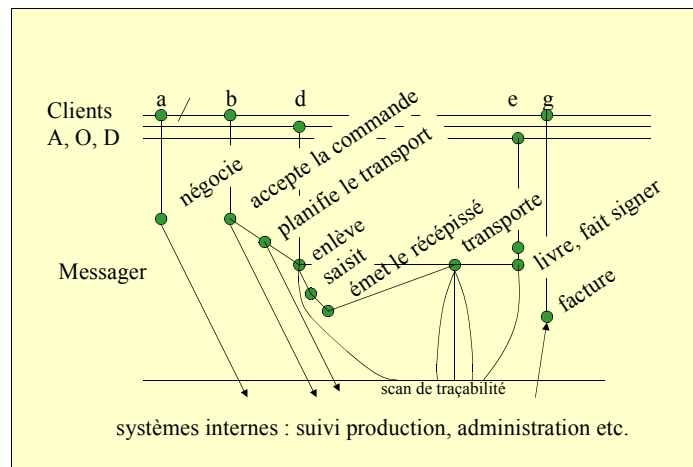 a b d e g
Clients
A, O, D
négocie
accepte la commande
planifie le transport
enlève
saisit
émet le récépissé
transporte
livre, fait signer
facture
Messager
scan de traçabilité
systèmes internes : suivi production, administration etc.